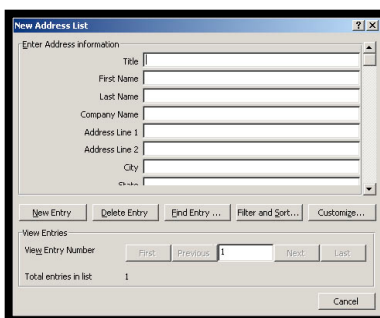 New Address List
Enter Address information
Title
First Name
Last Name
Company Name
Address Line 1
Address Line 2
City
State
New Entry Delete Entry Find Entry ... Filter and Sort... Customize...
View Entries
View Entry Number First Previous 1 Next Last
Total entries in list 1
Cancel